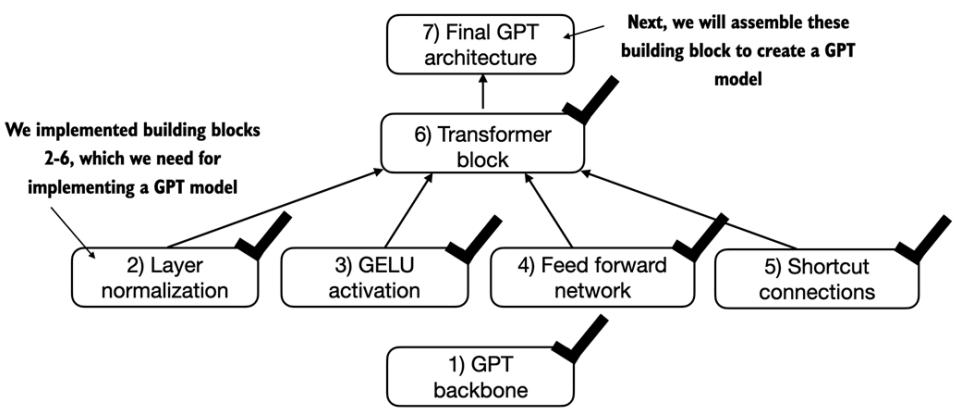 7) Final GPT
architecture
Next, we will assemble these
building block to create a GPT
model
6) Transformer
block
We implemented building blocks
2-6, which we need for
implementing a GPT model
2) Layer
normalization
3) GELU
activation
4) Feed forward
network
5) Shortcut
connections
1) GPT
backbone